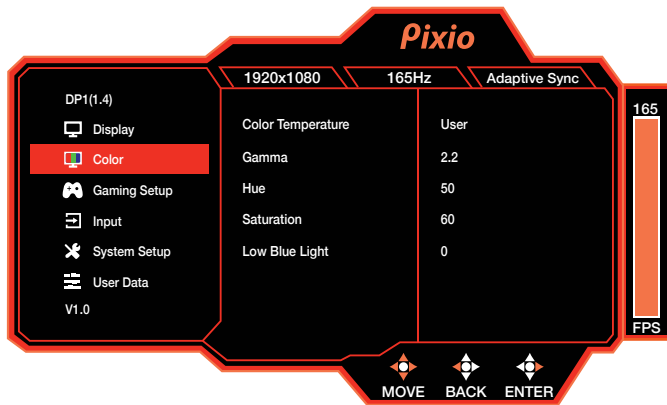 Pixio
1920x1080 165Hz Adaptive Sync
DP1(1.4)
Display
Color
Gaming Setup
Input
System Setup
User Data
V1.0
Color Temperature User
Gamma 2.2
Hue 50
Saturation 60
Low Blue Light 0
165
FPS
MOVE BACK ENTER